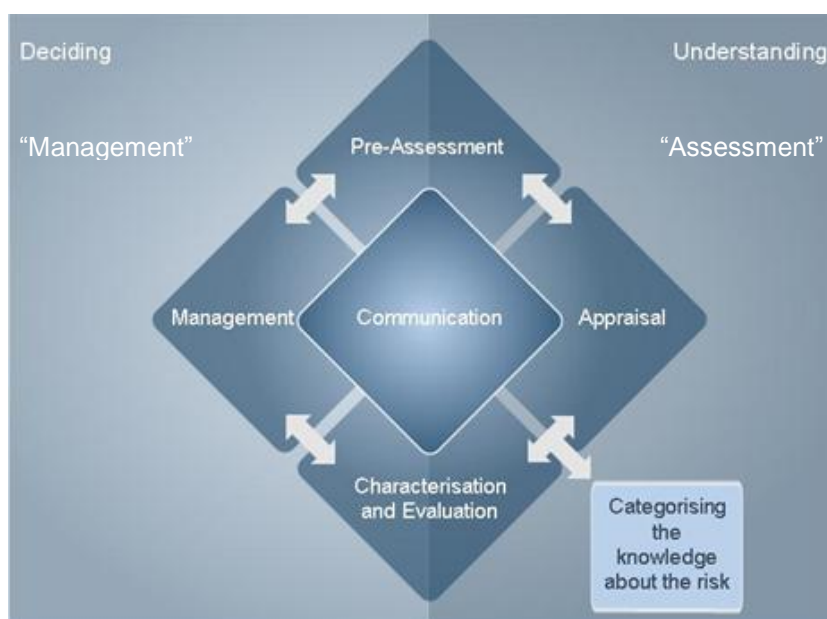 Deciding
Understanding
“Management”
“Assessment”
Pre-Assessment
Management
Communication
Appraisal
Characterisation
and Evaluation
Categorising
the
knowledge
about the risk